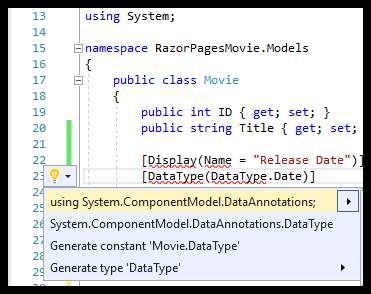 13 using System;
14
15 namespace RazorPagesMovie.Models
16 {
17 public class Movie
18 {
19 public int ID { get; set; }
20 public string Title { get; set;
21
22 [Display(Name = "Release Date")]
23 [DataType(DataType.Date)]
using System.ComponentModel.DataAnnotations;
System.ComponentModel.DataAnnotations.DataType
Generate constant 'Movie.DataType'
Generate type 'DataType'